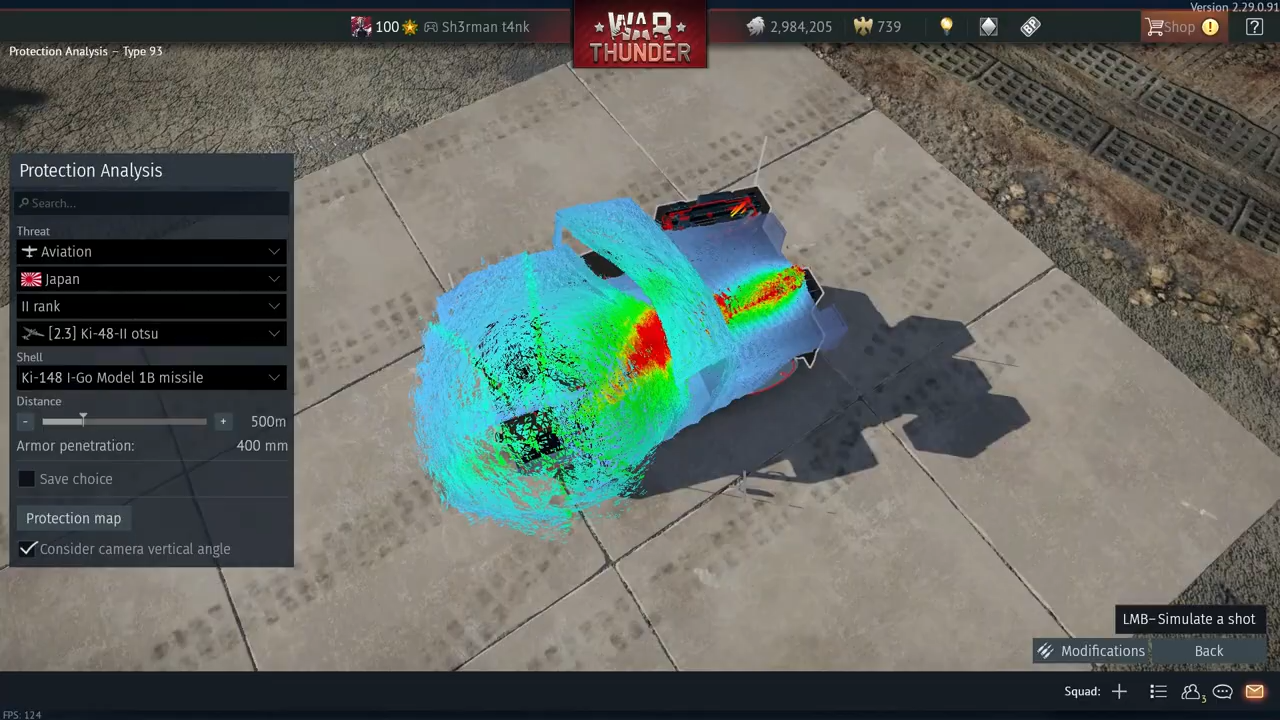 Version 2.29.0.91
100 Sh3rman t4nk
WAR
THUNDER
2,984,205
739
Shop
Protection Analysis – Type 93
Protection Analysis
Search...
Threat
Aviation
Japan
II rank
[2.3] Ki-48-II otsu
Shell
Ki-148 I-Go Model 1B missile
Distance
- + 500m
Armor penetration: 400 mm
Save choice
Protection map
Consider camera vertical angle
LMB–Simulate a shot
Modifications
Back
Squad: +
3
FPS: 124